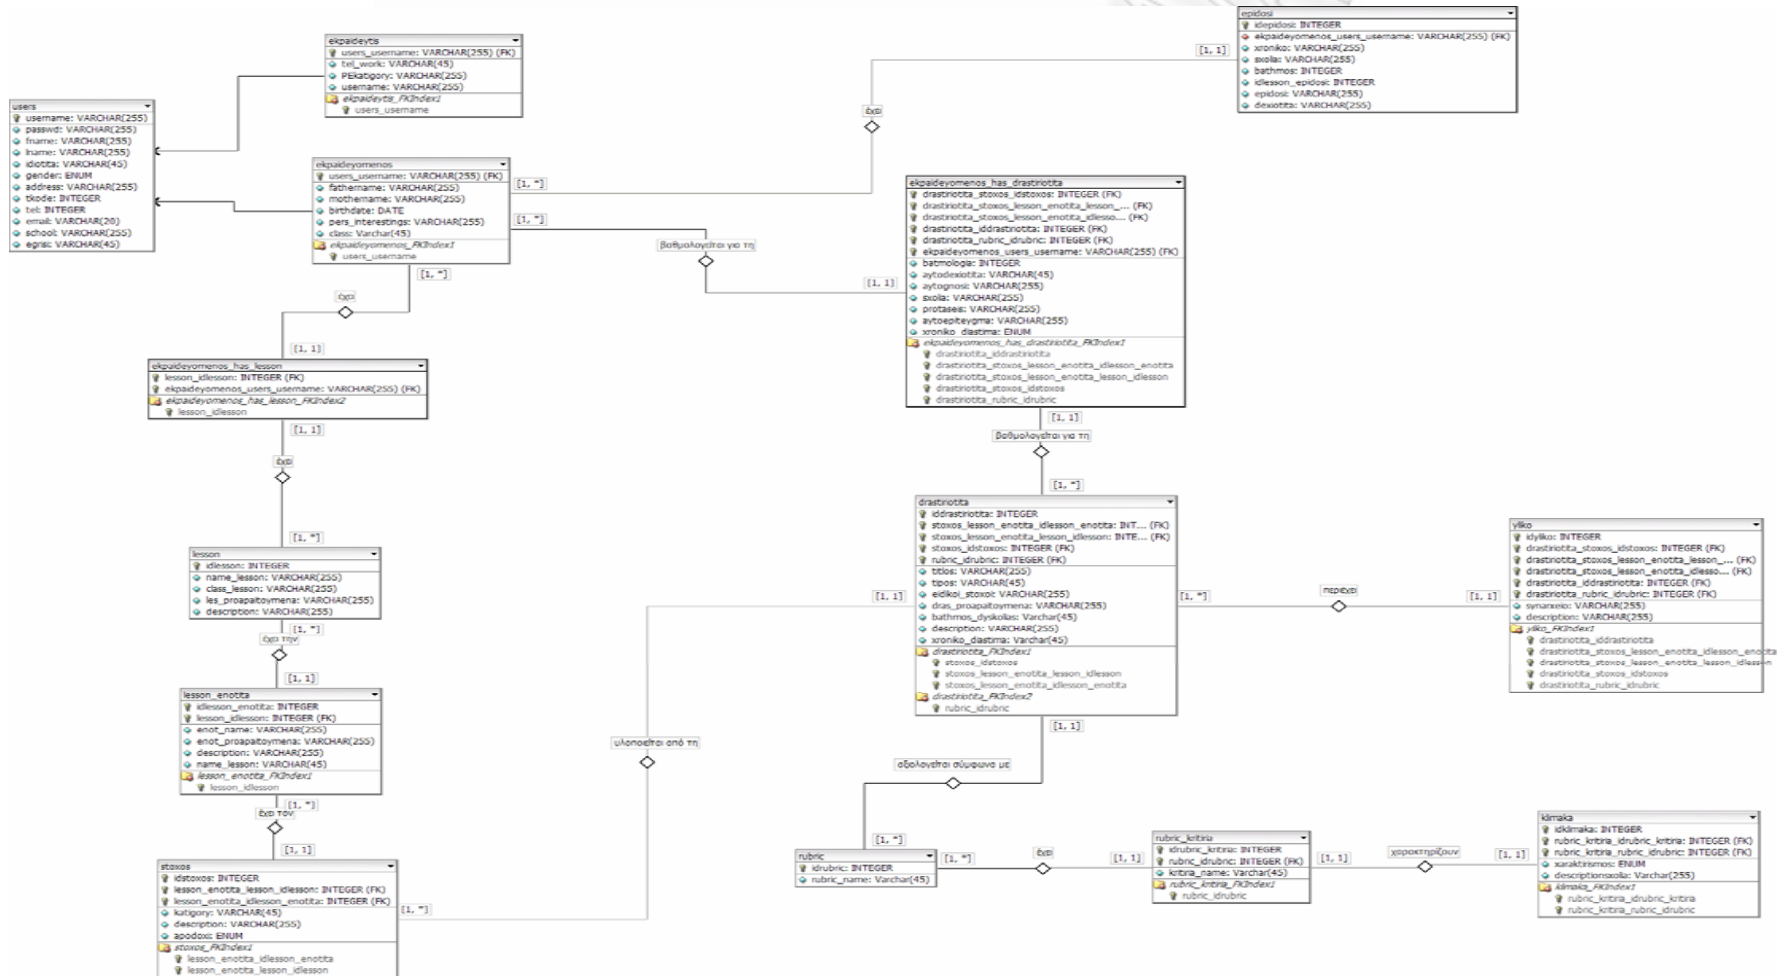 users
username: VARCHAR(255)
passwd: VARCHAR(255)
fname: VARCHAR(255)
lname: VARCHAR(255)
idiotita: VARCHAR(45)
gender: ENUM
address: VARCHAR(255)
tkode: INTEGER
tel: INTEGER
email: VARCHAR(20)
school: VARCHAR(255)
egrisi: VARCHAR(45)
ekpaideytis
users_username: VARCHAR(255) (FK)
tel_work: VARCHAR(45)
PEkatigory: VARCHAR(255)
username: VARCHAR(255)
ekpaideytis_FKIndex1
users_username
ekpaideyomenos
users_username: VARCHAR(255) (FK)
fathername: VARCHAR(255)
mothername: VARCHAR(255)
birthdate: DATE
pers_interestings: VARCHAR(255)
class: Varchar(45)
ekpaideyomenos_FKIndex1
users_username
[1, *]
[1, *]
[1, *]
έχει
[1, 1]
epidosi
idepidosi: INTEGER
ekpaideyomenos_users_username: VARCHAR(255) (FK)
xroniko: VARCHAR(255)
sxolia: VARCHAR(255)
bathmos: INTEGER
idlesson_epidosi: INTEGER
epidosi: VARCHAR(255)
dexiotita: VARCHAR(255)
βαθμολογείται για τη
[1, 1]
ekpaideyomenos_has_drastiriotita
drastiriotita_stoxos_idstoxos: INTEGER (FK)
drastiriotita_stoxos_lesson_enotita_lesson_... (FK)
drastiriotita_stoxos_lesson_enotita_idlesso... (FK)
drastiriotita_iddrastiriotita: INTEGER (FK)
drastiriotita_rubric_idrubric: INTEGER (FK)
ekpaideyomenos_users_username: VARCHAR(255) (FK)
batmologia: INTEGER
aytodexiotita: VARCHAR(45)
aytognosi: VARCHAR(255)
sxolia: VARCHAR(255)
protaseis: VARCHAR(255)
aytoepiteygma: VARCHAR(255)
xroniko_diastima: ENUM
ekpaideyomenos_has_drastiriotita_FKIndex1
drastiriotita_iddrastiriotita
drastiriotita_stoxos_lesson_enotita_idlesson_enotita
drastiriotita_stoxos_lesson_enotita_lesson_idlesson
drastiriotita_stoxos_idstoxos
drastiriotita_rubric_idrubric
έχει
[1, 1]
ekpaideyomenos_has_lesson
lesson_idlesson: INTEGER (FK)
ekpaideyomenos_users_username: VARCHAR(255) (FK)
ekpaideyomenos_has_lesson_FKIndex2
lesson_idlesson
[1, 1]
έχει
[1, *]
lesson
idlesson: INTEGER
name_lesson: VARCHAR(255)
class_lesson: VARCHAR(255)
les_proapaitoymena: VARCHAR(255)
description: VARCHAR(255)
[1, *]
έχει την
[1, 1]
lesson_enotita
idlesson_enotita: INTEGER
lesson_idlesson: INTEGER (FK)
enot_name: VARCHAR(255)
enot_proapaitoymena: VARCHAR(255)
description: VARCHAR(255)
name_lesson: VARCHAR(45)
lesson_enotita_FKIndex1
lesson_idlesson
[1, *]
έχει τον
[1, 1]
stoxos
idstoxos: INTEGER
lesson_enotita_lesson_idlesson: INTEGER (FK)
lesson_enotita_idlesson_enotita: INTEGER (FK)
katigory: VARCHAR(45)
description: VARCHAR(255)
apodoxi: ENUM
stoxos_FKIndex1
lesson_enotita_idlesson_enotita
lesson_enotita_lesson_idlesson
[1, *]
υλοποιείται από τη
[1, 1]
[1, 1]
βαθμολογείται για τη
[1, *]
drastiriotita
iddrastiriotita: INTEGER
stoxos_lesson_enotita_idlesson_enotita: INT... (FK)
stoxos_lesson_enotita_lesson_idlesson: INTE... (FK)
stoxos_idstoxos: INTEGER (FK)
rubric_idrubric: INTEGER (FK)
titlos: VARCHAR(255)
tipos: VARCHAR(45)
eidikoi_stoxoi: VARCHAR(255)
dras_proapaitoymena: VARCHAR(255)
bathmos_dyskolias: Varchar(45)
description: VARCHAR(255)
xroniko_diastima: Varchar(45)
drastiriotita_FKIndex1
stoxos_idstoxos
stoxos_lesson_enotita_lesson_idlesson
stoxos_lesson_enotita_idlesson_enotita
drastiriotita_FKIndex2
rubric_idrubric
[1, *]
περιέχει
[1, 1]
yliko
idyliko: INTEGER
drastiriotita_stoxos_idstoxos: INTEGER (FK)
drastiriotita_stoxos_lesson_enotita_lesson_... (FK)
drastiriotita_stoxos_lesson_enotita_idlesso... (FK)
drastiriotita_iddrastiriotita: INTEGER (FK)
drastiriotita_rubric_idrubric: INTEGER (FK)
synarxeio: VARCHAR(255)
description: VARCHAR(255)
yliko_FKIndex1
drastiriotita_iddrastiriotita
drastiriotita_stoxos_lesson_enotita_idlesson_enotita
drastiriotita_stoxos_lesson_enotita_lesson_idlesson
drastiriotita_stoxos_idstoxos
drastiriotita_rubric_idrubric
[1, 1]
αξιολογείται σύμφωνα με
[1, *]
rubric
idrubric: INTEGER
rubric_name: Varchar(45)
[1, *]
έχει
[1, 1]
rubric_kritiria
idrubric_kritiria: INTEGER
rubric_idrubric: INTEGER (FK)
kritiria_name: Varchar(45)
rubric_kritiria_FKIndex1
rubric_idrubric
[1, 1]
χαρακτηρίζουν
[1, 1]
klimaka
idklimaka: INTEGER
rubric_kritiria_idrubric_kritiria: INTEGER (FK)
rubric_kritiria_rubric_idrubric: INTEGER (FK)
xaraktirismos: ENUM
descriptionsxolia: Varchar(255)
klimaka_FKIndex1
rubric_kritiria_idrubric_kritiria
rubric_kritiria_rubric_idrubric